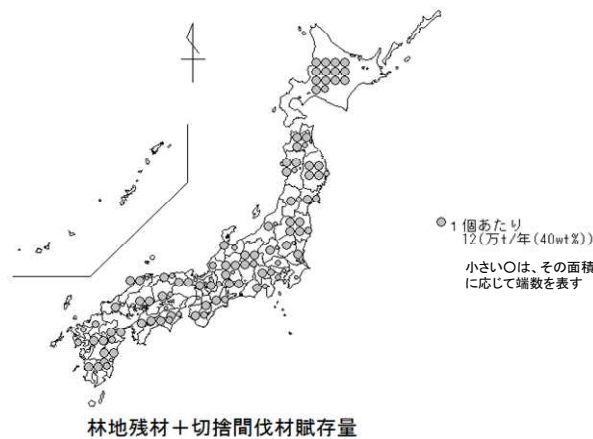 1個あたり
12(万t/年(40wt%))
小さい〇は、その面積
に応じて端数を表す
林地残材＋切捨間伐材賦存量